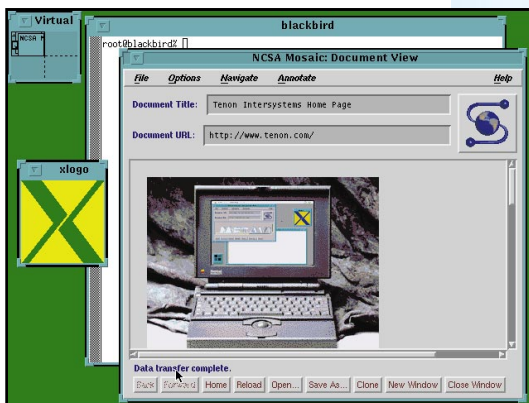 Virtual
NCSA M
blackbird
root@blackbird%
NCSA Mosaic: Document View
File Options Navigate Annotate Help
Document Title: Tenon Intersystems Home Page
Document URL: http://www.tenon.com/
xlogo
Data transfer complete.
Back Forward Home Reload Open... Save As... Clone New Window Close Window